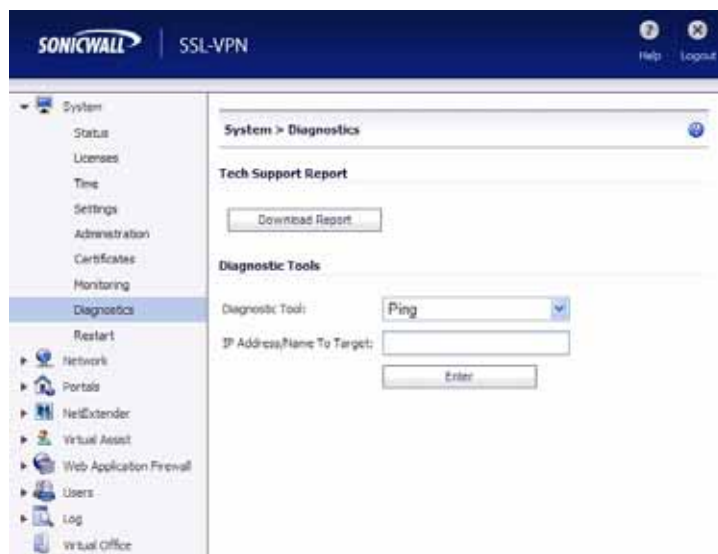 SONICWALL SSL-VPN
Help Logout
System
Status
Licenses
Time
Settings
Administration
Certificates
Monitoring
Diagnostics
Restart
Network
Portals
NetExtender
Virtual Assist
Web Application Firewall
Users
Log
Virtual Office
System > Diagnostics
Tech Support Report
Download Report
Diagnostic Tools
Diagnostic Tool: Ping
IP Address/Name To Target:
Enter